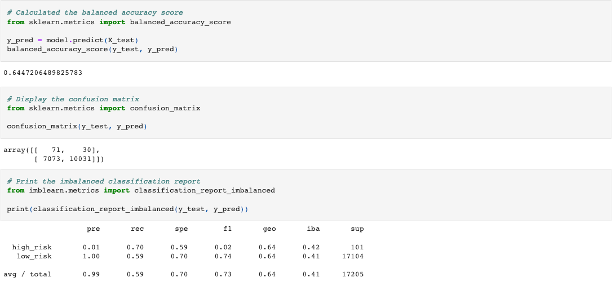 # Calculated the balanced accuracy score
from sklearn.metrics import balanced_accuracy_score
y_pred = model.predict(X_test)
balanced_accuracy_score(y_test, y_pred)
0.6447206489825783
# Display the confusion matrix
from sklearn.metrics import confusion_matrix
confusion_matrix(y_test, y_pred)
array([[ 71, 30],
[ 7073, 10031]])
# Print the imbalanced classification report
from imblearn.metrics import classification_report_imbalanced
print(classification_report_imbalanced(y_test, y_pred))
pre rec spe f1 geo iba sup
high_risk 0.01 0.70 0.59 0.02 0.64 0.42 101
low_risk 1.00 0.59 0.70 0.74 0.64 0.41 17104
avg / total 0.99 0.59 0.70 0.73 0.64 0.41 17205